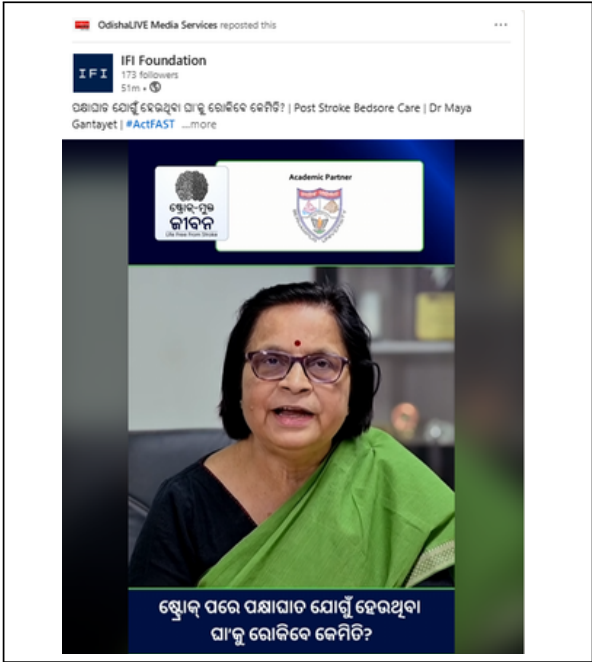 OdishaLIVE Media Services reposted this
IFI
IFI Foundation
173 followers
51m •
ପକ୍ଷାଘାତ ଯୋଗୁଁ ହେଉଥିବା ଘା'କୁ ରୋକିବେ କେମିତି? | Post Stroke Bedsore Care | Dr Maya
Gantayet | #ActFAST ...more
ଷ୍ଟ୍ରୋକ୍-ମୁକ୍ତ
ଜୀବନ
Life Free From Stroke
Academic Partner
ଷ୍ଟ୍ରୋକ୍ ପରେ ପକ୍ଷାଘାତ ଯୋଗୁଁ ହେଉଥିବା
ଘା'କୁ ରୋକିବେ କେମିତି?